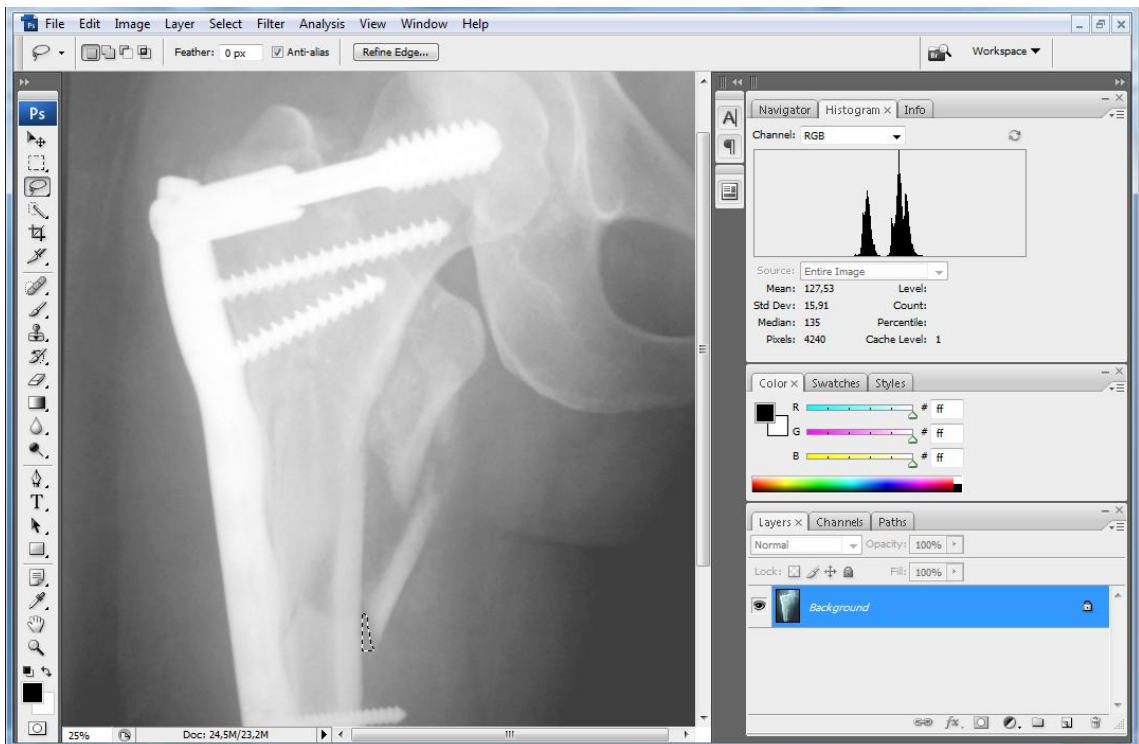 Ps File Edit Image Layer Select Filter Analysis View Window Help
Feather: 0 px Anti-alias Refine Edge... Workspace
Ps
T
A
Navigator Histogram × Info
Channel: RGB
Source: Entire Image
Mean: 127,53 Level:
Std Dev: 15,91 Count:
Median: 135 Percentile:
Pixels: 4240 Cache Level: 1
Color × Swatches Styles
R # ff
G # ff
B # ff
Layers × Channels Paths
Normal Opacity: 100%
Lock: Fill: 100%
Background
fx
25% Doc: 24,5M/23,2M